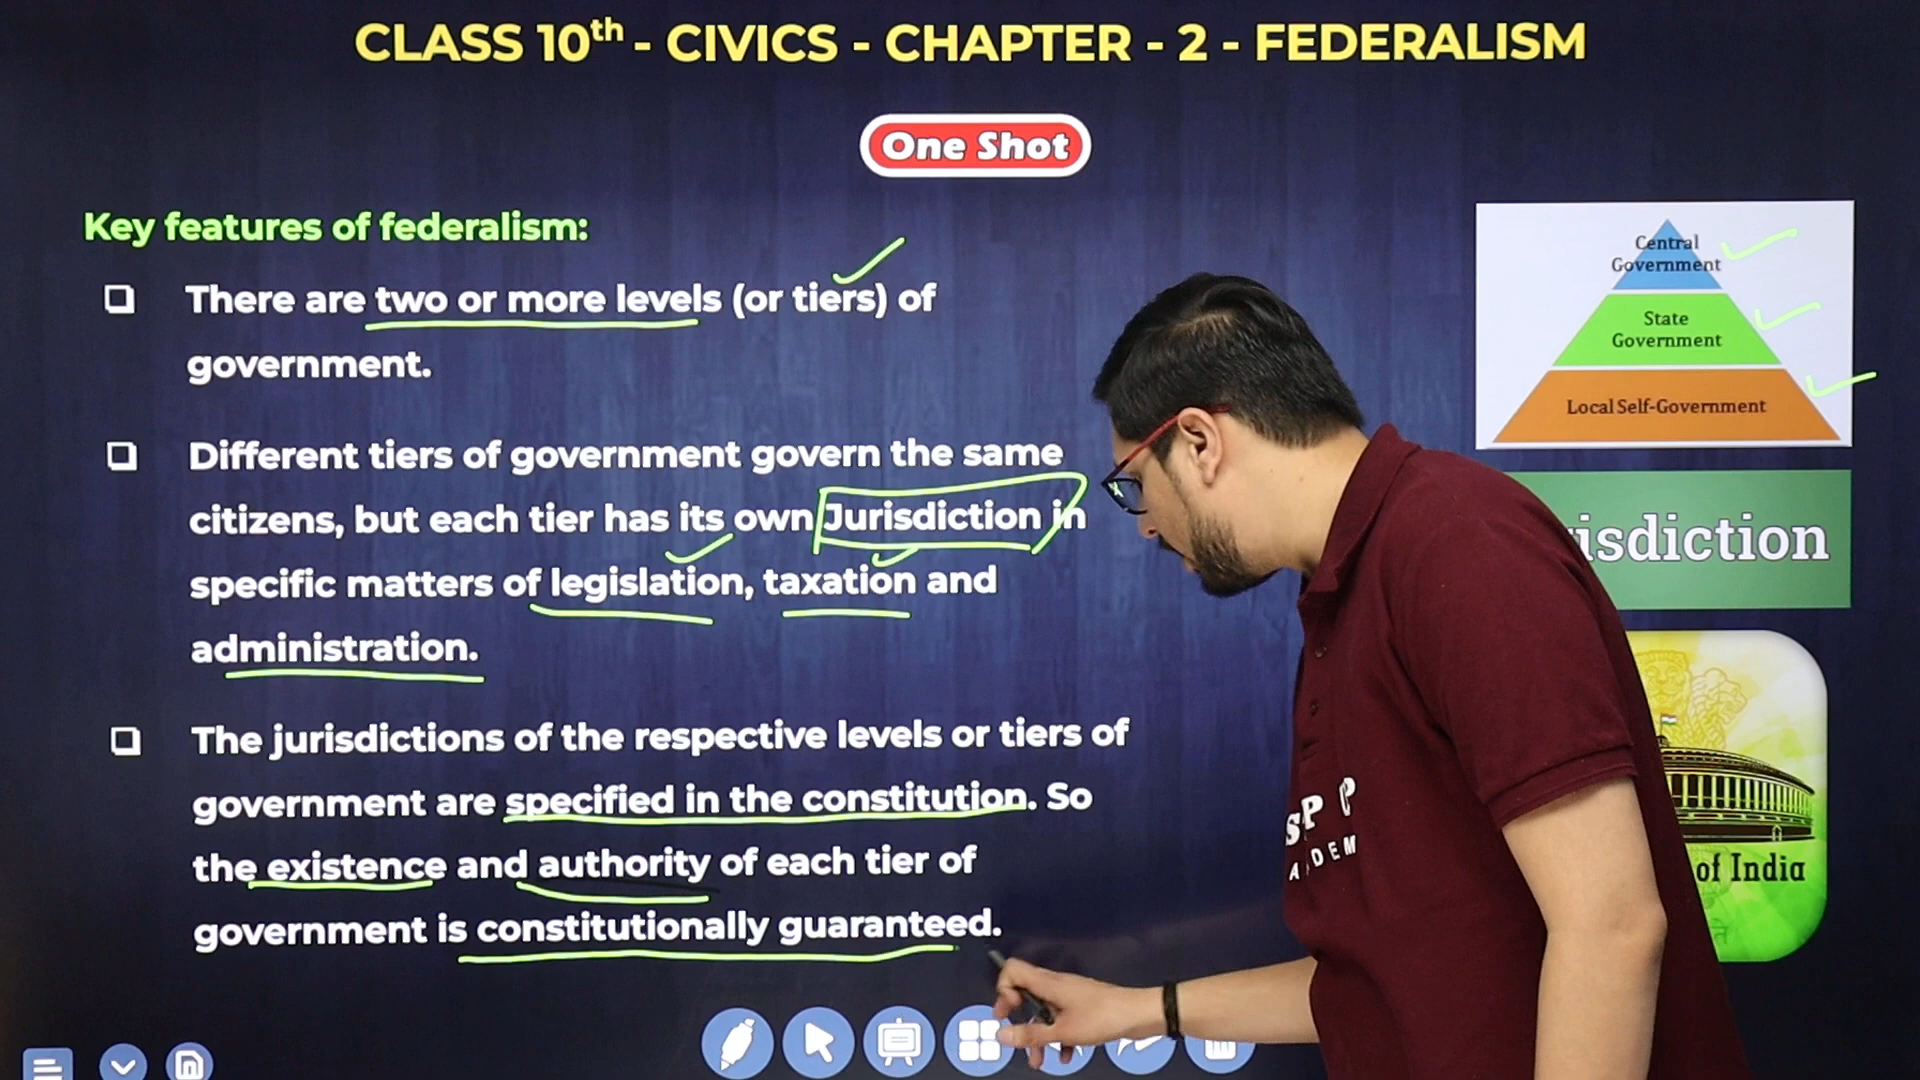 CLASS 10th - CIVICS - CHAPTER - 2 - FEDERALISM
One Shot
Key features of federalism:
There are two or more levels (or tiers) of
government.
Different tiers of government govern the same
citizens, but each tier has its own Jurisdiction in
specific matters of legislation, taxation and
administration.
The jurisdictions of the respective levels or tiers of
government are specified in the constitution. So
the existence and authority of each tier of
government is constitutionally guaranteed.
Central
Government
State
Government
Local Self-Government
isdiction
of India